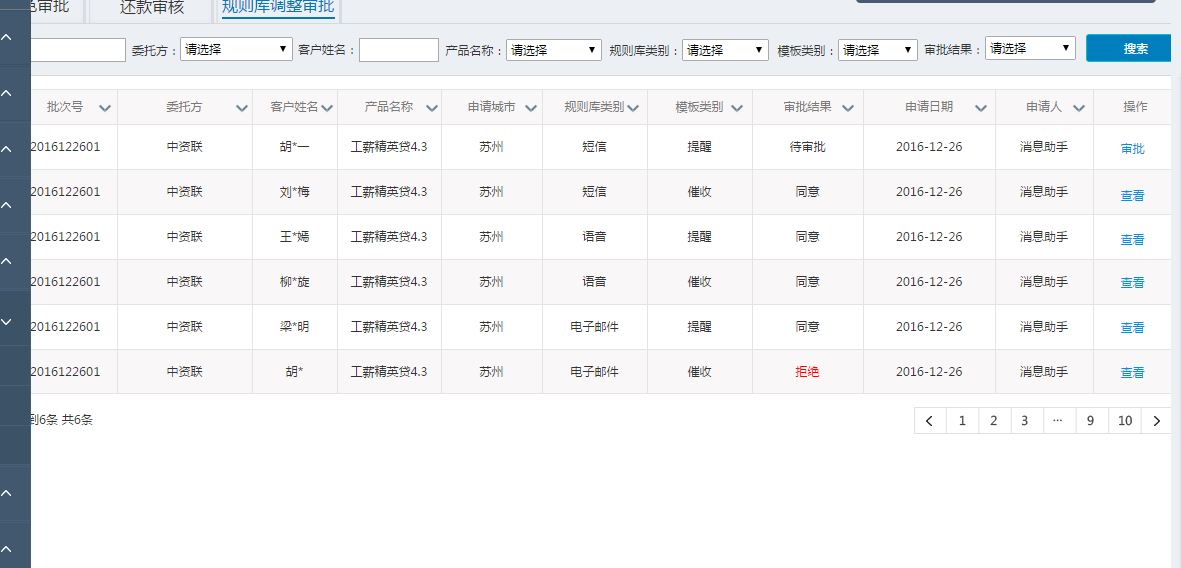 审批 还款审核 规则库调整审批
委托方： 请选择 客户姓名： 产品名称： 请选择 规则库类别： 请选择 模板类别： 请选择 审批结果： 请选择 搜索
批次号 委托方 客户姓名 产品名称 申请城市 规则库类别 模板类别 审批结果 申请日期 申请人 操作
2016122601 中资联 胡*一 工薪精英贷4.3 苏州 短信 提醒 待审批 2016-12-26 消息助手 审批
2016122601 中资联 刘*梅 工薪精英贷4.3 苏州 短信 催收 同意 2016-12-26 消息助手 查看
2016122601 中资联 王*嫣 工薪精英贷4.3 苏州 语音 提醒 同意 2016-12-26 消息助手 查看
2016122601 中资联 柳*旋 工薪精英贷4.3 苏州 语音 催收 同意 2016-12-26 消息助手 查看
2016122601 中资联 梁*明 工薪精英贷4.3 苏州 电子邮件 提醒 同意 2016-12-26 消息助手 查看
2016122601 中资联 胡* 工薪精英贷4.3 苏州 电子邮件 催收 拒绝 2016-12-26 消息助手 查看
到6条 共6条 1 2 3 ··· 9 10